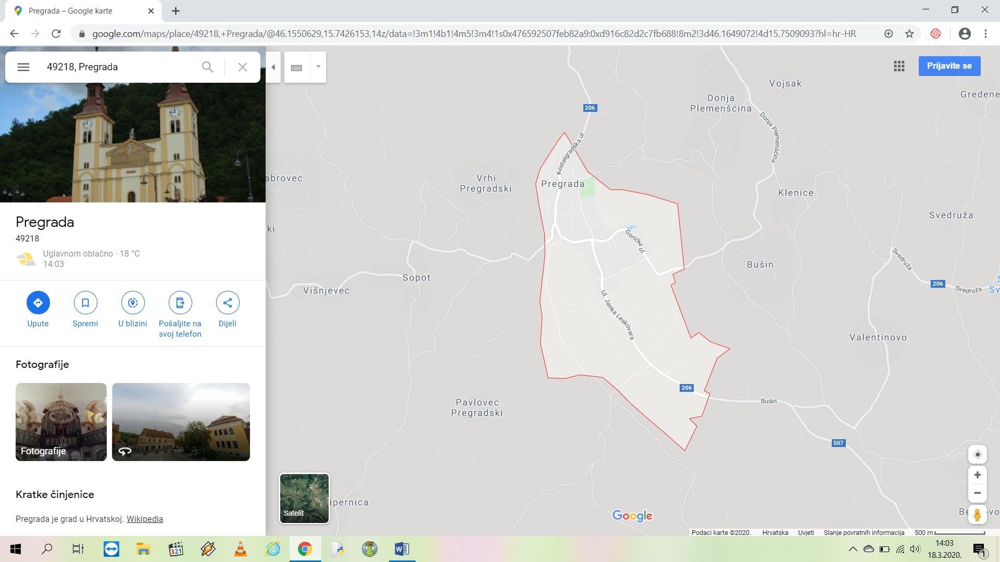 Pregrada – Google karte
google.com/maps/place/49218,+Pregrada/@46.1550629,15.7426153,14z/data=!3m1!4b1!4m5!3m4!1s0x476592507feb82a9:0xd916c82d2c7fb688!8m2!3d46.1649072!4d15.7509093?hl=hr-HR
49218, Pregrada
Pregrada
49218
Uglavnom oblačno · 18 °C
14:03
Upute
Spremi
U blizini
Pošaljite na
svoj telefon
Dijeli
Fotografije
Fotografije
Kratke činjenice
Pregrada je grad u Hrvatskoj. Wikipedia
Prijavite se
Vojsak
Gredene
Donja
Plemenšćina
206
Donja Plemenšćina
Kostelgradska ul.
abrovec
Vrhi
Pregradski
Pregrada
Klenice
Svedruža
ki
Gorička ul.
Svedruža
Bušin
Sopot
Višnjevec
206
Svedruža
S
Sv
Ul. Janka Leskovara
Valentinovo
206
Bušin
Pavlovec
Pregradski
507
ipernica
Satelit
Google
Be
ovo
Podaci karte ©2020.
Hrvatska
Uvjeti
Slanje povratnih informacija
500 m
321
W
14:03
18.3.2020.
1